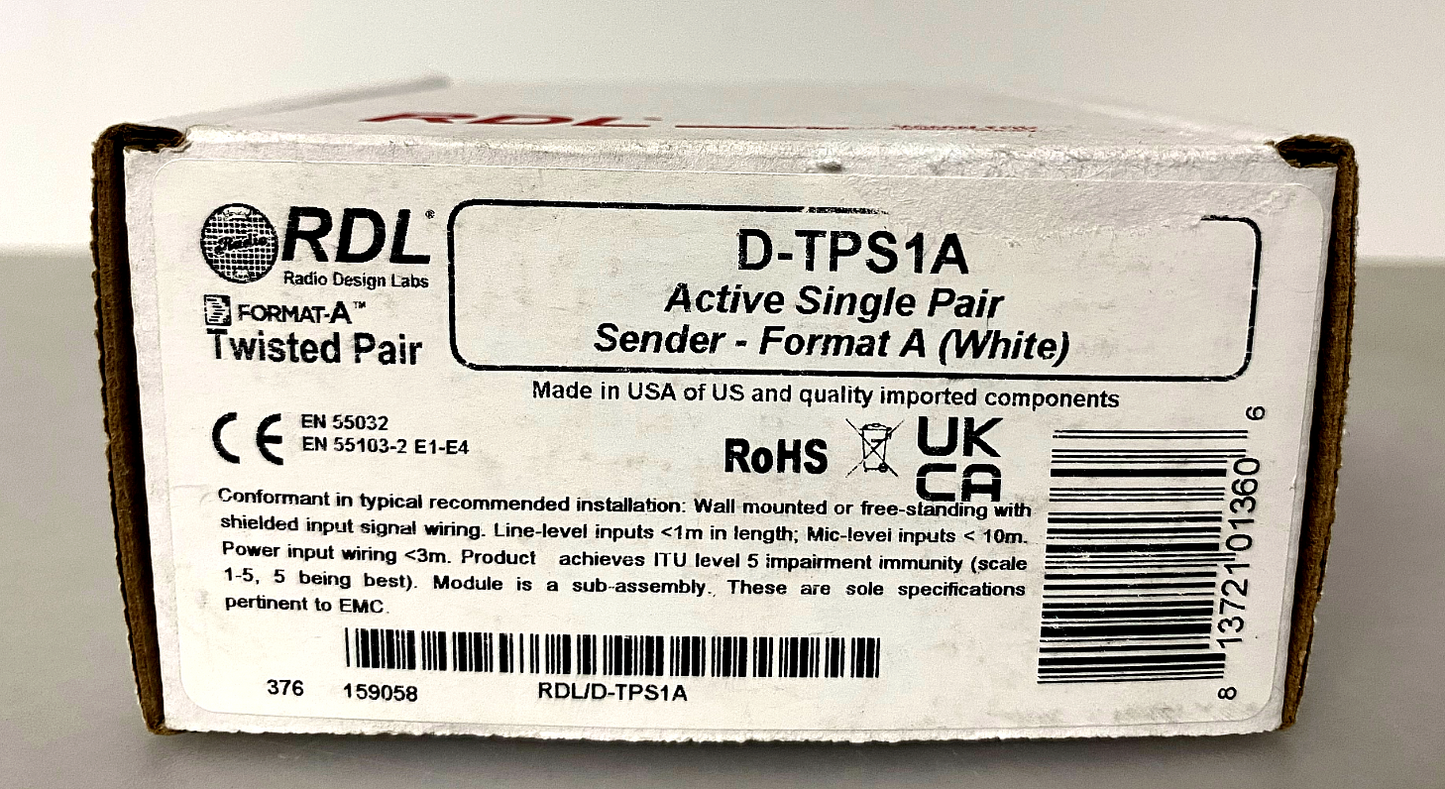 RDL
Radio
RDL®
Radio Design Labs
FORMAT-A™
Twisted Pair
D-TPS1A
Active Single Pair
Sender - Format A (White)
Made in USA of US and quality imported components
CE
EN 55032
EN 55103-2 E1-E4
RoHS
UK
CA
Conformant in typical recommended installation: Wall mounted or free-standing with
shielded input signal wiring. Line-level inputs <1m in length; Mic-level inputs < 10m.
Power input wiring <3m. Product achieves ITU level 5 impairment immunity (scale
1-5, 5 being best). Module is a sub-assembly. These are sole specifications
pertinent to EMC.
8 13721 01360 6
376 159058 RDL/D-TPS1A